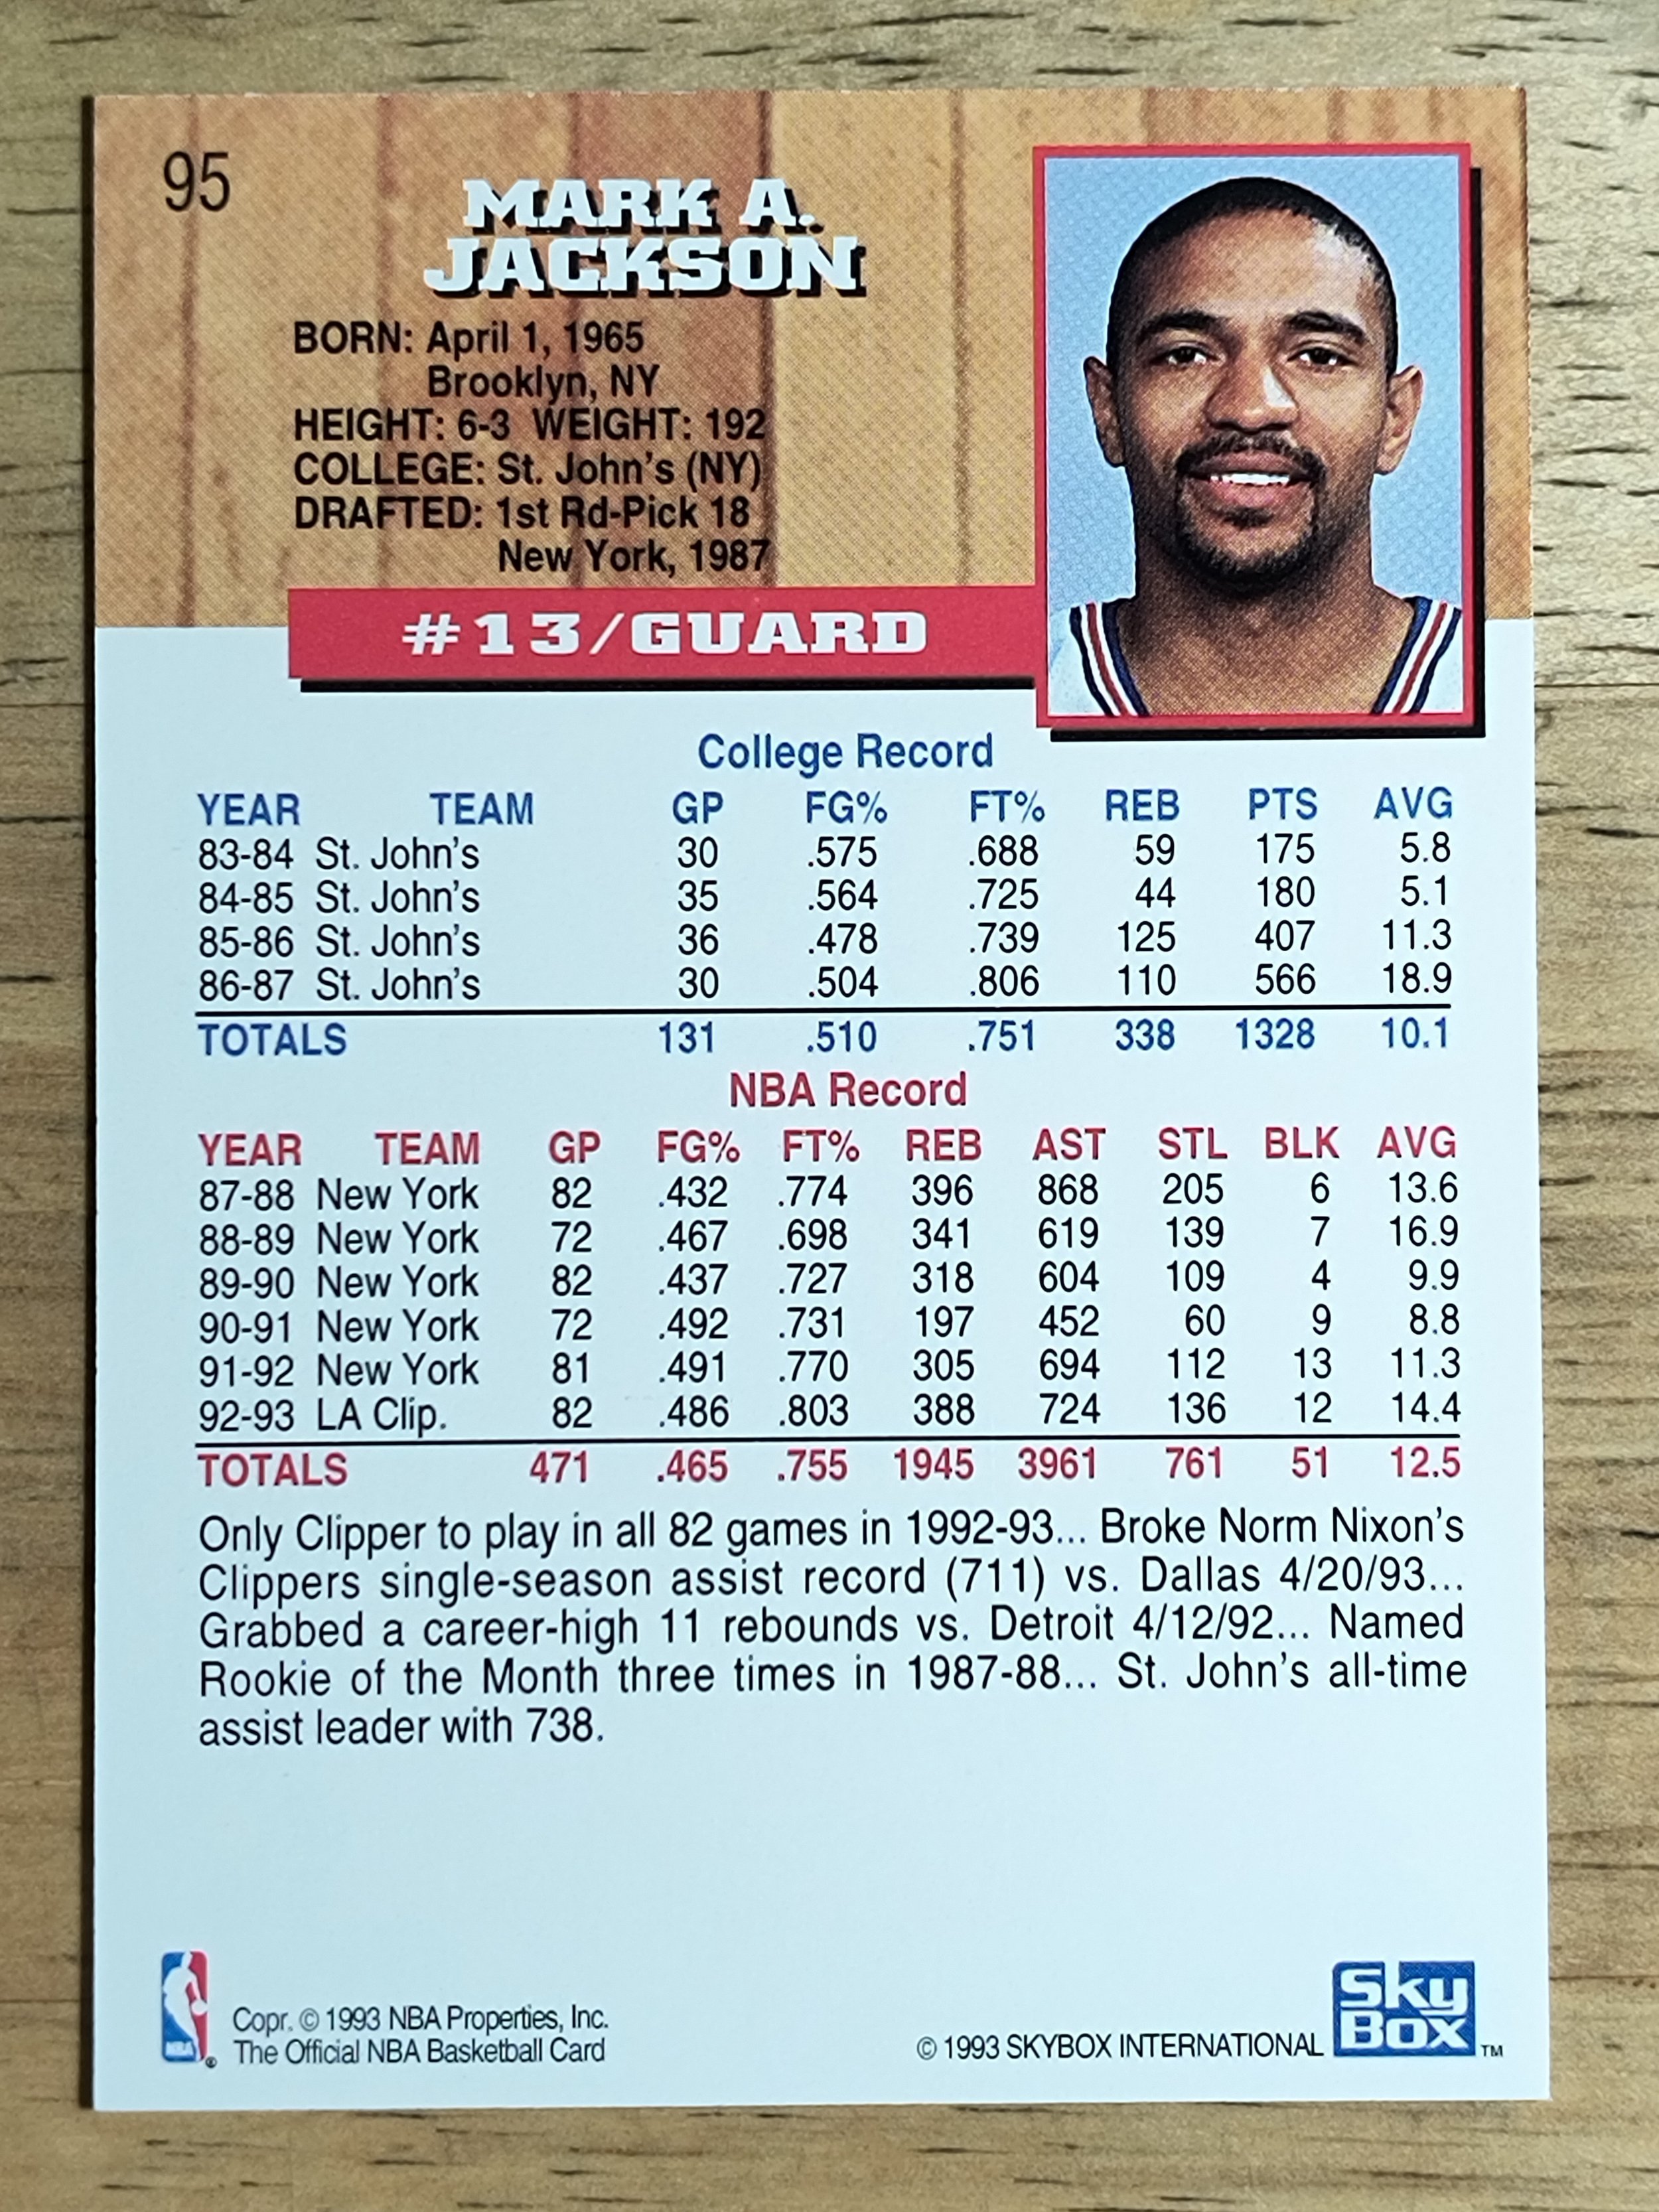 95
MARK A.
JACKSON
BORN: April 1, 1965
Brooklyn, NY
HEIGHT: 6-3 WEIGHT: 192
COLLEGE: St. John's (NY)
DRAFTED: 1st Rd-Pick 18
New York, 1987
#13/GUARD
College Record
YEAR TEAM GP FG% FT% REB PTS AVG
83-84 St. John's 30 .575 .688 59 175 5.8
84-85 St. John's 35 .564 .725 44 180 5.1
85-86 St. John's 36 .478 .739 125 407 11.3
86-87 St. John's 30 .504 .806 110 566 18.9
TOTALS 131 .510 .751 338 1328 10.1
NBA Record
YEAR TEAM GP FG% FT% REB AST STL BLK AVG
87-88 New York 82 .432 .774 396 868 205 6 13.6
88-89 New York 72 .467 .698 341 619 139 7 16.9
89-90 New York 82 .437 .727 318 604 109 4 9.9
90-91 New York 72 .492 .731 197 452 60 9 8.8
91-92 New York 81 .491 .770 305 694 112 13 11.3
92-93 LA Clip. 82 .486 .803 388 724 136 12 14.4
TOTALS 471 .465 .755 1945 3961 761 51 12.5
Only Clipper to play in all 82 games in 1992-93... Broke Norm Nixon's
Clippers single-season assist record (711) vs. Dallas 4/20/93...
Grabbed a career-high 11 rebounds vs. Detroit 4/12/92... Named
Rookie of the Month three times in 1987-88... St. John's all-time
assist leader with 738.
NBA ®
Copr. © 1993 NBA Properties, Inc.
The Official NBA Basketball Card
© 1993 SKYBOX INTERNATIONAL
Sky
Box ™